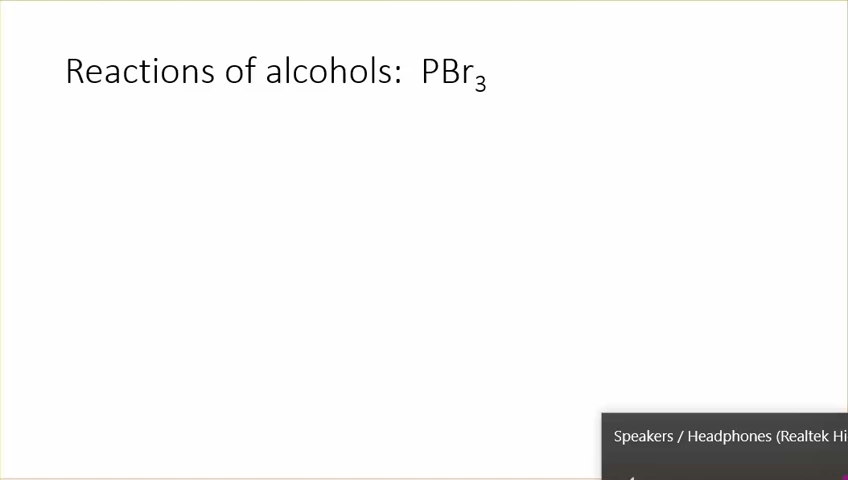 Reactions of alcohols: PBr₃
Speakers / Headphones (Realtek Hi